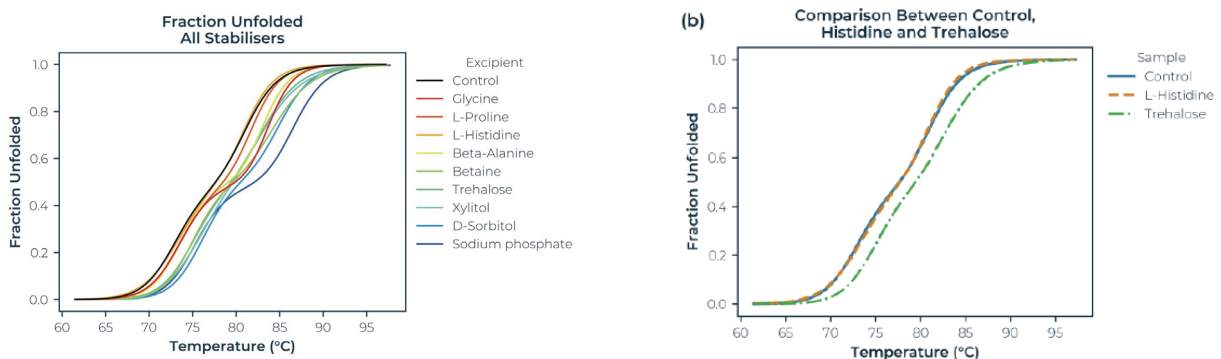 Fraction Unfolded
All Stabilisers
Fraction Unfolded
1.0
0.8
0.6
0.4
0.2
0.0
60 65 70 75 80 85 90 95
Temperature (°C)
Excipient
Control
Glycine
L-Proline
L-Histidine
Beta-Alanine
Betaine
Trehalose
Xylitol
D-Sorbitol
Sodium phosphate
(b)
Comparison Between Control,
Histidine and Trehalose
Fraction Unfolded
1.0
0.8
0.6
0.4
0.2
0.0
60 65 70 75 80 85 90 95
Temperature (°C)
Sample
Control
L-Histidine
Trehalose